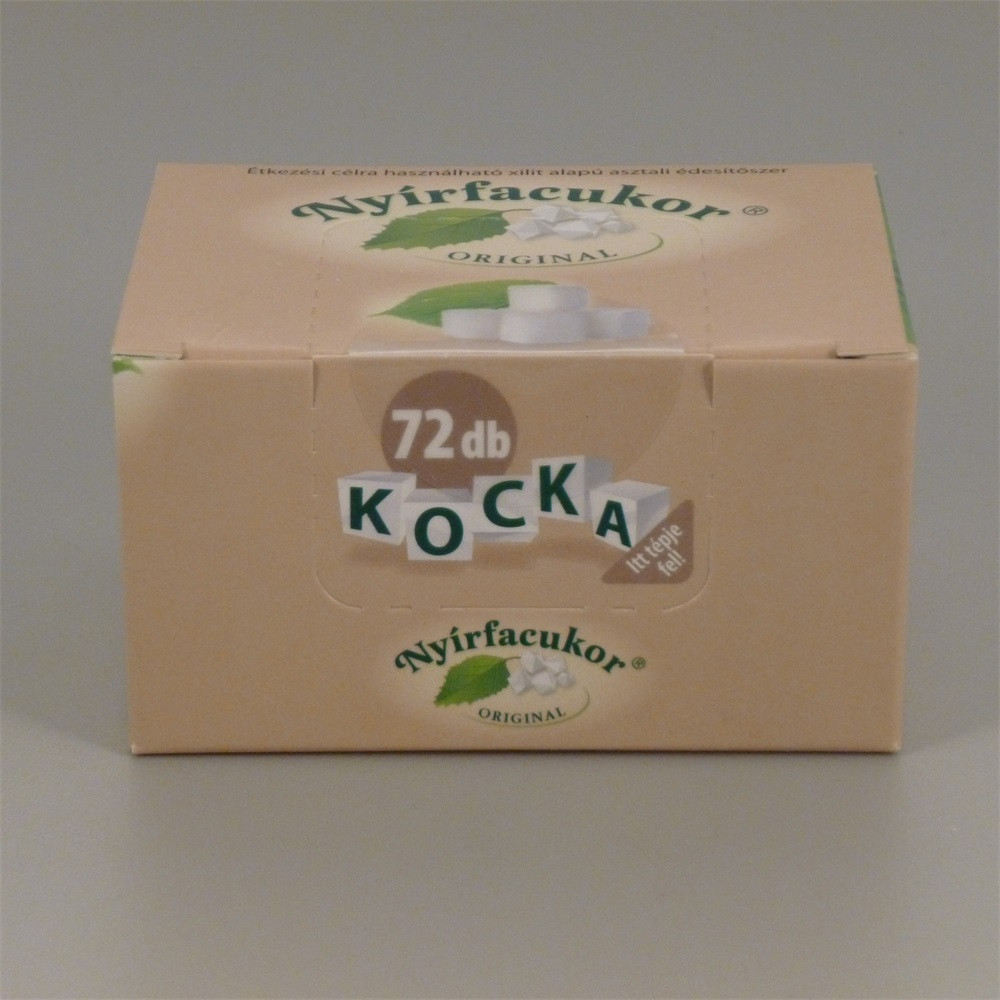 Étkezési célra használható xilit alapú asztali édesítőszer
Nyírfacukor®
ORIGINAL
72 db
KOCKA
Itt tépje
fel!
Nyírfacukor®
ORIGINAL